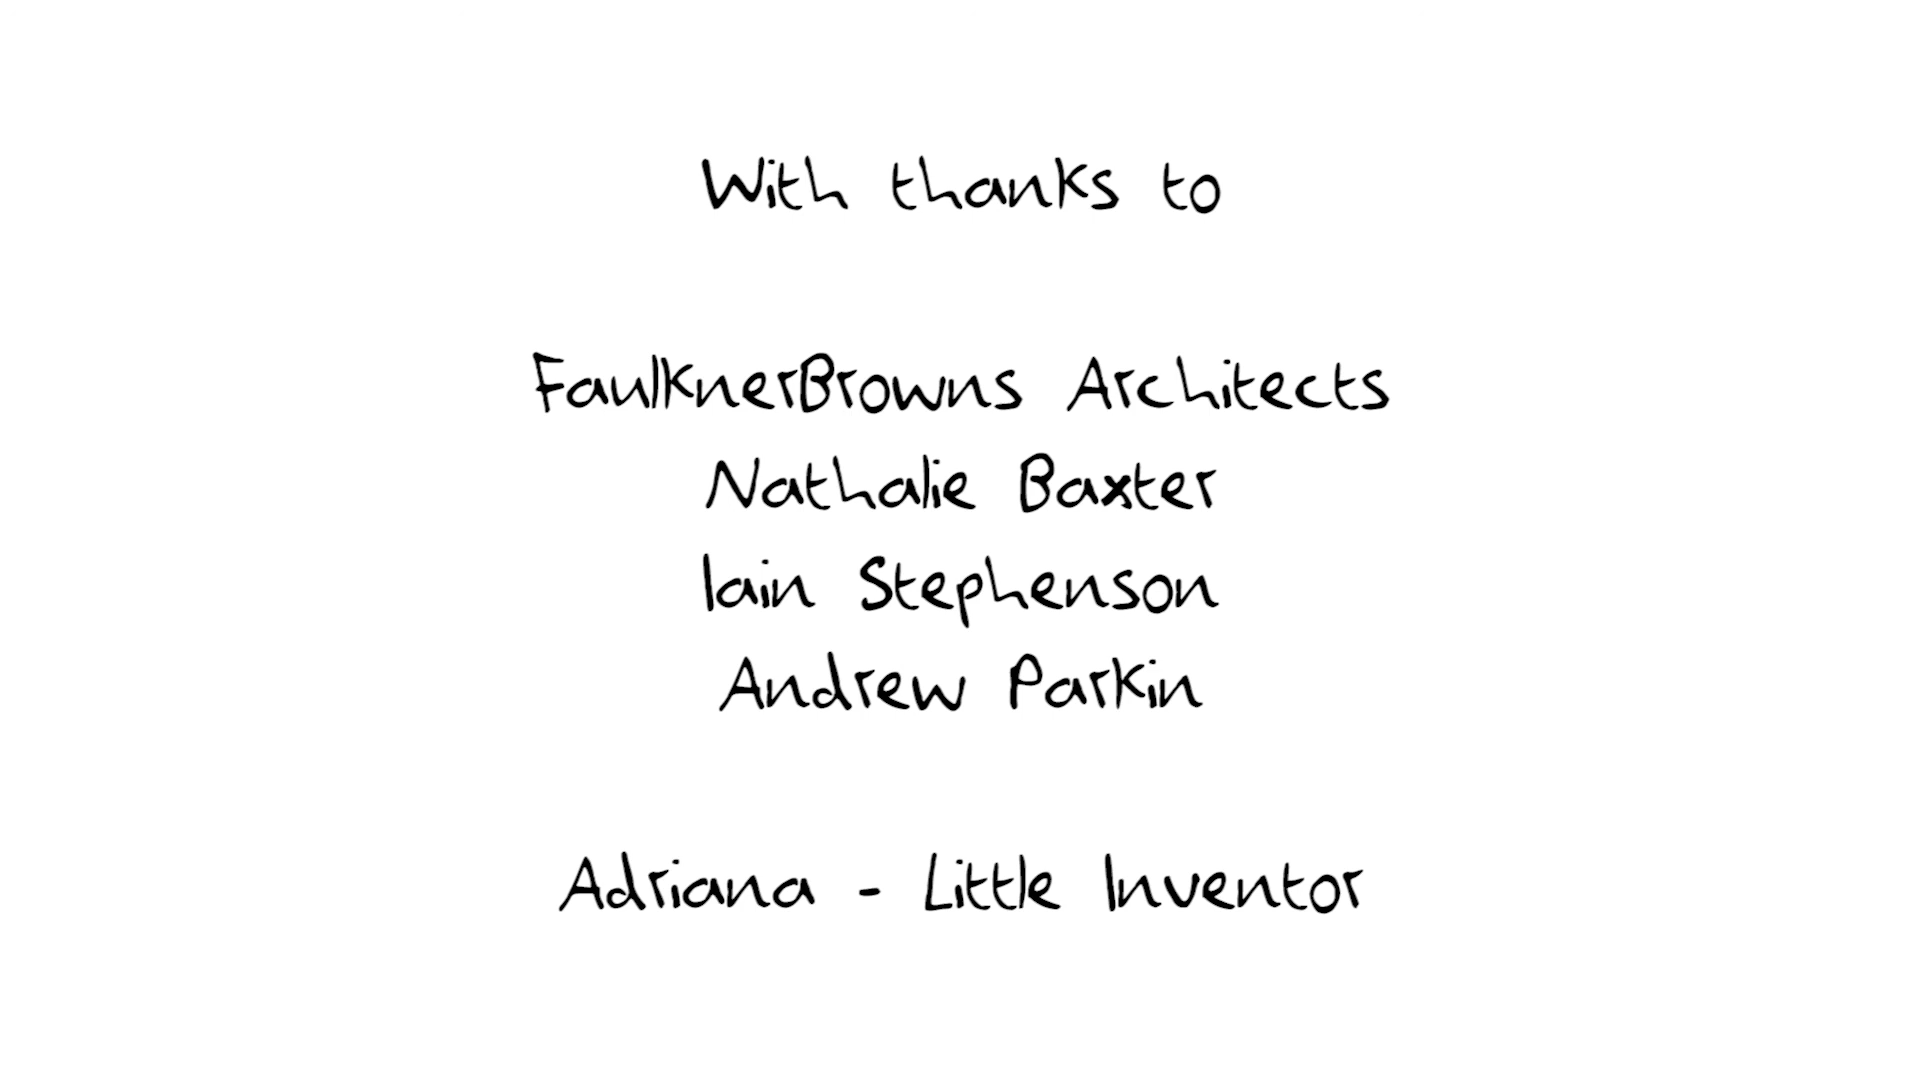 With thanks to
FaulknerBrowns Architects
Nathalie Baxter
Iain Stephenson
Andrew Parkin
Adriana - Little Inventor